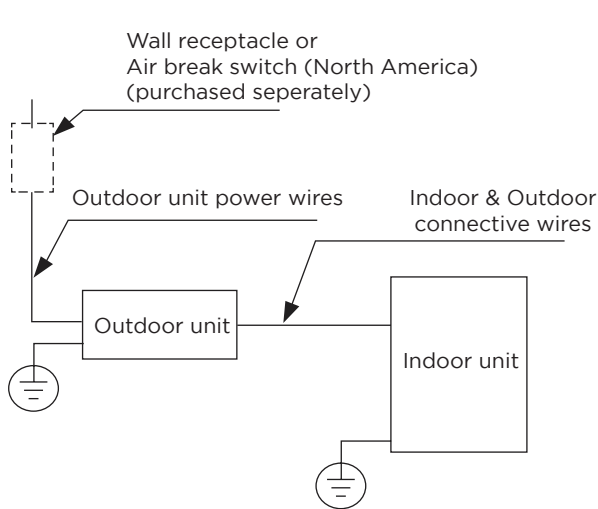 Wall receptacle or
Air break switch (North America)
(purchased seperately)
Outdoor unit power wires
Indoor & Outdoor
connective wires
Outdoor unit
Indoor unit